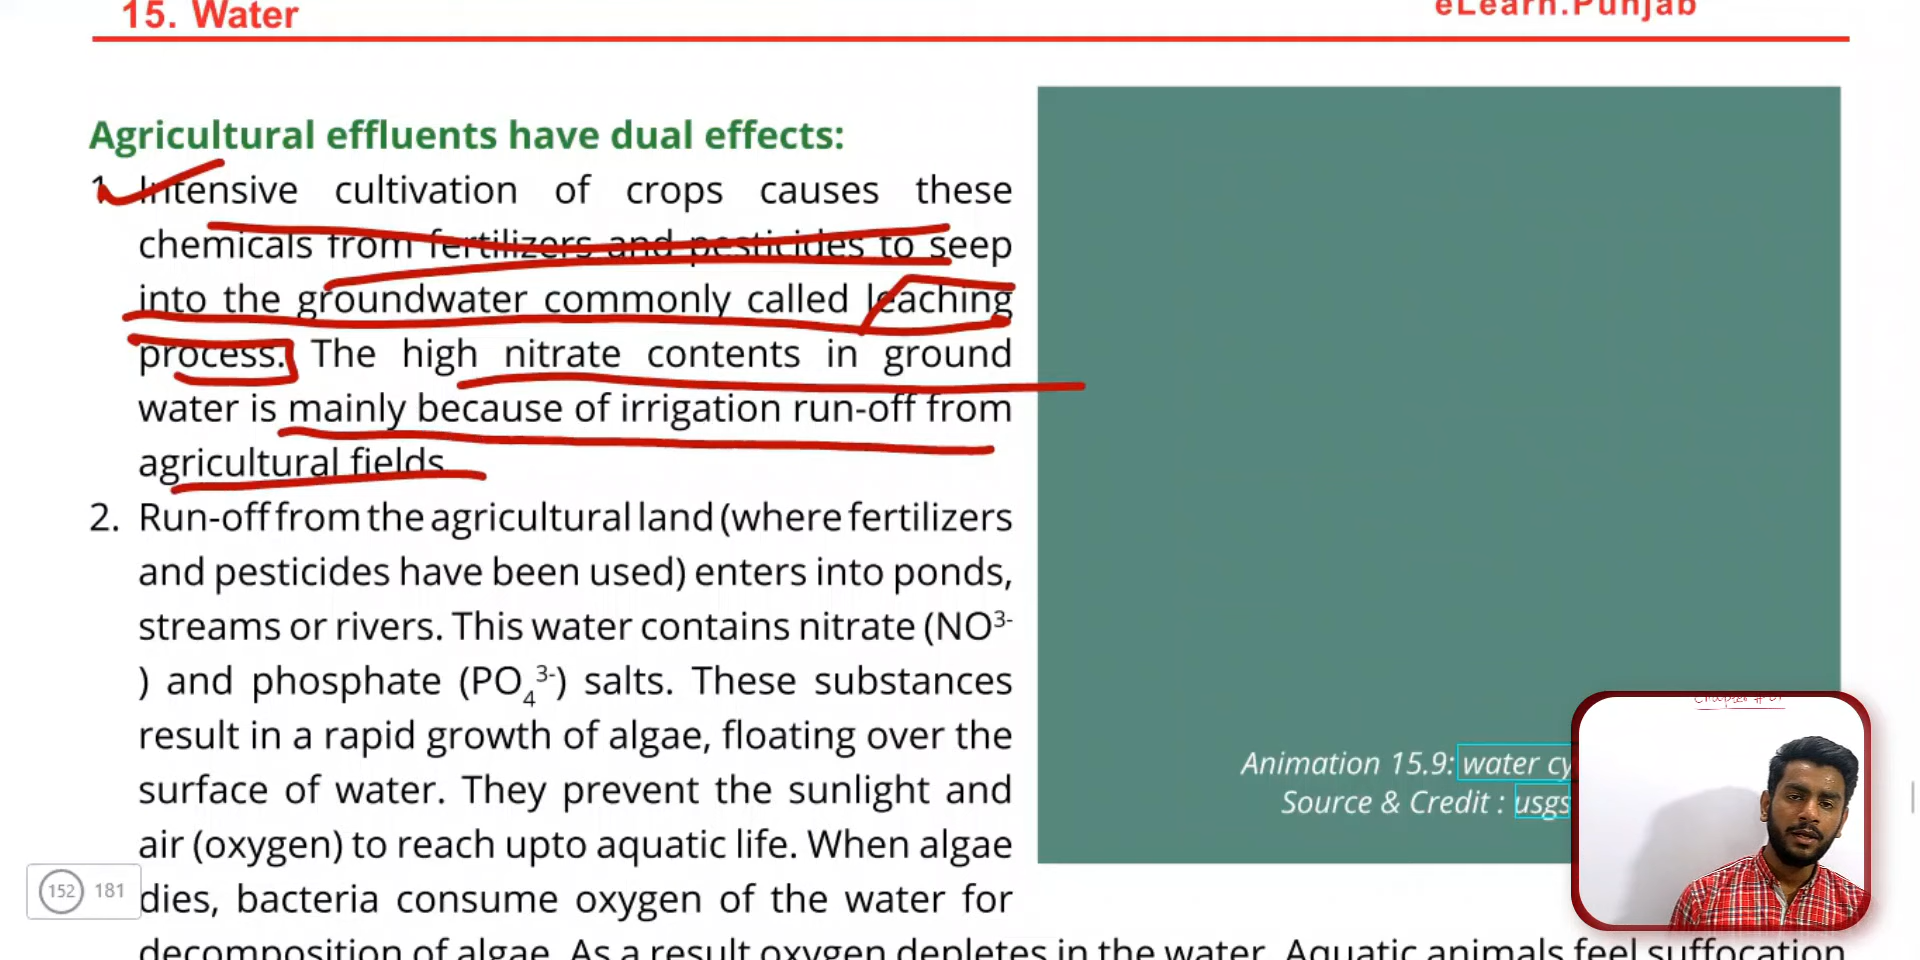 15. Water
eLearn.Punjab
Agricultural effluents have dual effects:
1. Intensive cultivation of crops causes these
chemicals from fertilizers and pesticides to seep
into the groundwater commonly called leaching
process. The high nitrate contents in ground
water is mainly because of irrigation run-off from
agricultural fields.
2. Run-off from the agricultural land (where fertilizers
and pesticides have been used) enters into ponds,
streams or rivers. This water contains nitrate (NO³⁻
) and phosphate (PO₄³⁻) salts. These substances
result in a rapid growth of algae, floating over the
surface of water. They prevent the sunlight and
air (oxygen) to reach upto aquatic life. When algae
dies, bacteria consume oxygen of the water for
decomposition of algae. As a result oxygen depletes in the water. Aquatic animals feel suffocation
Animation 15.9: water cy
Source & Credit : usgs
152 181